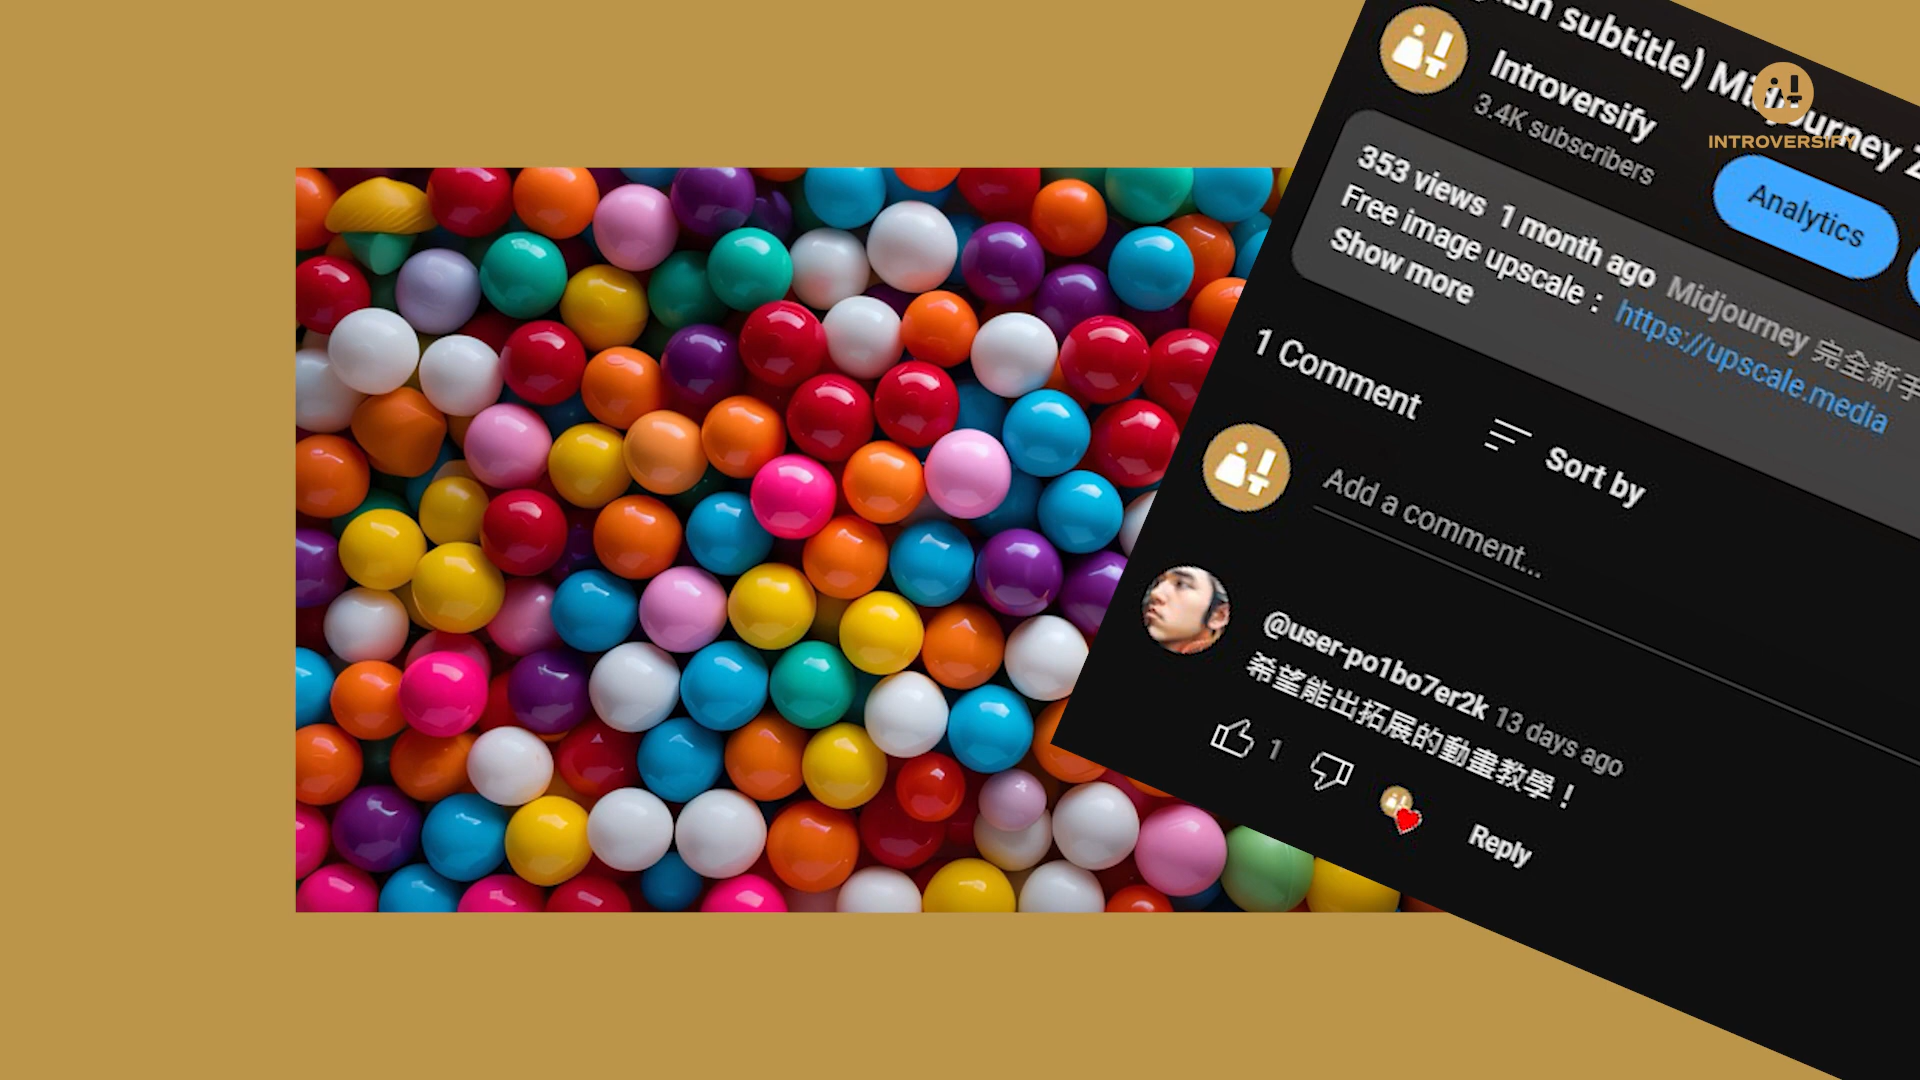 subtitle) Midjourney
Introversify
3.4K subscribers
INTROVERSIFY
Analytics
353 views 1 month ago Midjourney 完全新手
Free image upscale： https://upscale.media
Show more
1 Comment
Sort by
Add a comment...
@user-po1bo7er2k 13 days ago
希望能出拓展的動畫教學！
1
Reply